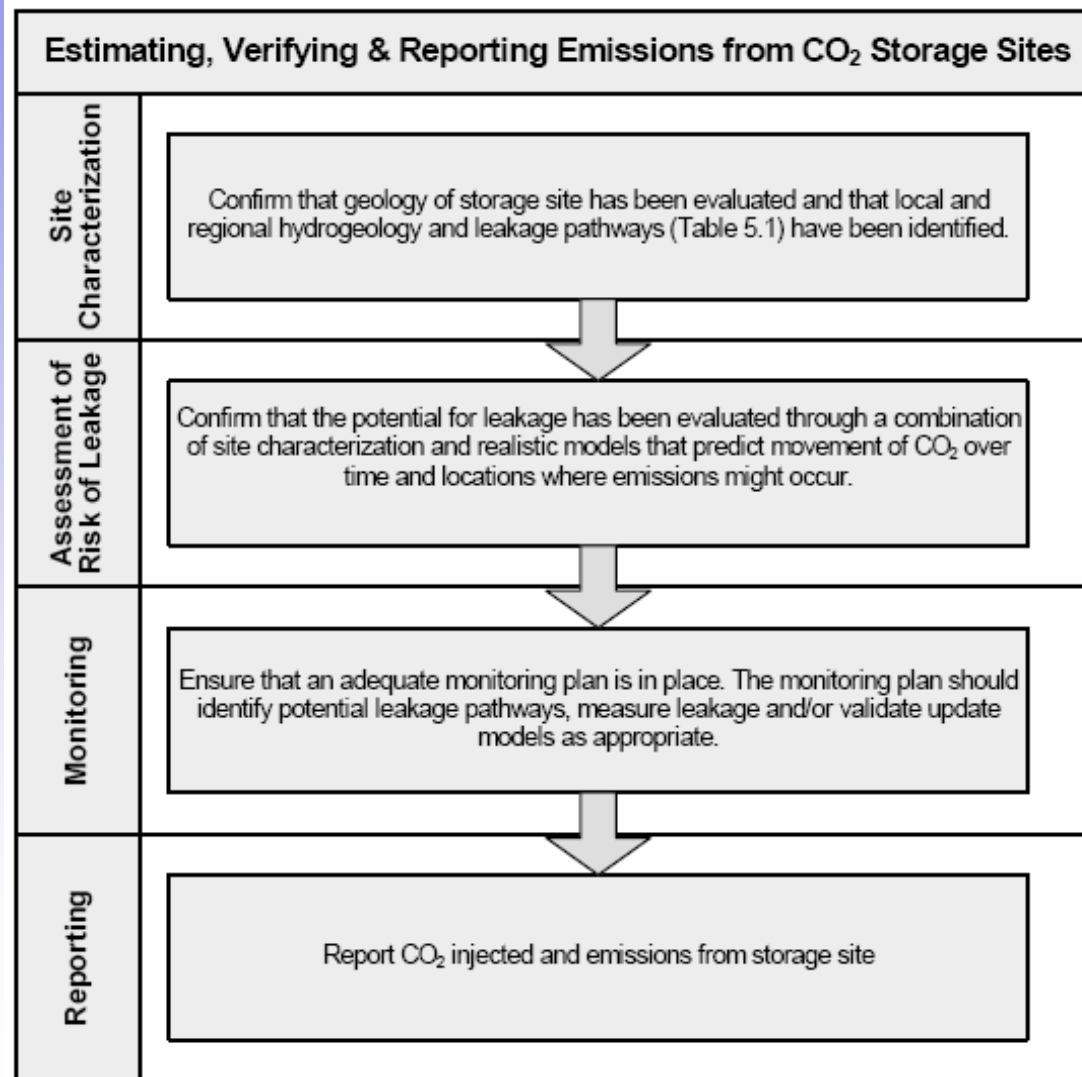 Estimating, Verifying & Reporting Emissions from CO₂ Storage Sites
Site
Characterization
Confirm that geology of storage site has been evaluated and that local and
regional hydrogeology and leakage pathways (Table 5.1) have been identified.
Assessment of
Risk of Leakage
Confirm that the potential for leakage has been evaluated through a combination
of site characterization and realistic models that predict movement of CO₂ over
time and locations where emissions might occur.
Monitoring
Ensure that an adequate monitoring plan is in place. The monitoring plan should
identify potential leakage pathways, measure leakage and/or validate update
models as appropriate.
Reporting
Report CO₂ injected and emissions from storage site